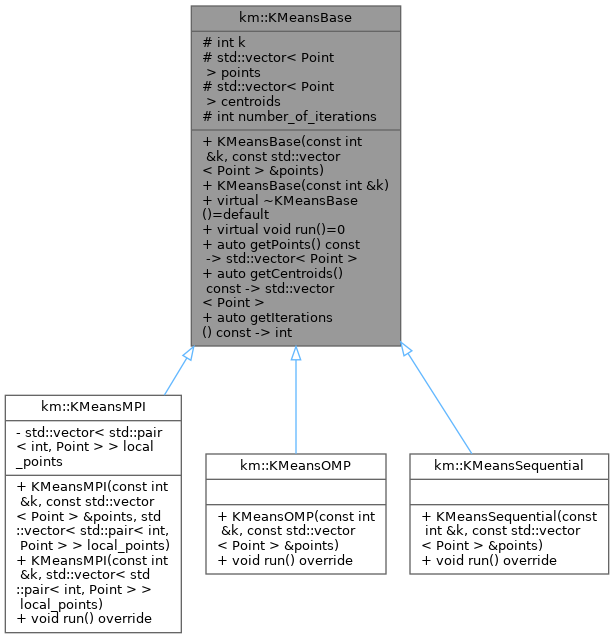 km::KMeansBase
# int k
# std::vector< Point
> points
# std::vector< Point
> centroids
# int number_of_iterations
+ KMeansBase(const int
&k, const std::vector
< Point > &points)
+ KMeansBase(const int &k)
+ virtual ~KMeansBase
()=default
+ virtual void run()=0
+ auto getPoints() const
-> std::vector< Point >
+ auto getCentroids()
const -> std::vector
< Point >
+ auto getIterations
() const -> int
km::KMeansMPI
- std::vector< std::pair
< int, Point > > local
_points
+ KMeansMPI(const int
&k, const std::vector
< Point > &points, std
::vector< std::pair< int,
Point > > local_points)
+ KMeansMPI(const int
&k, std::vector< std
::pair< int, Point > >
local_points)
+ void run() override
km::KMeansOMP
+ KMeansOMP(const int
&k, const std::vector
< Point > &points)
+ void run() override
km::KMeansSequential
+ KMeansSequential(const
int &k, const std::vector
< Point > &points)
+ void run() override